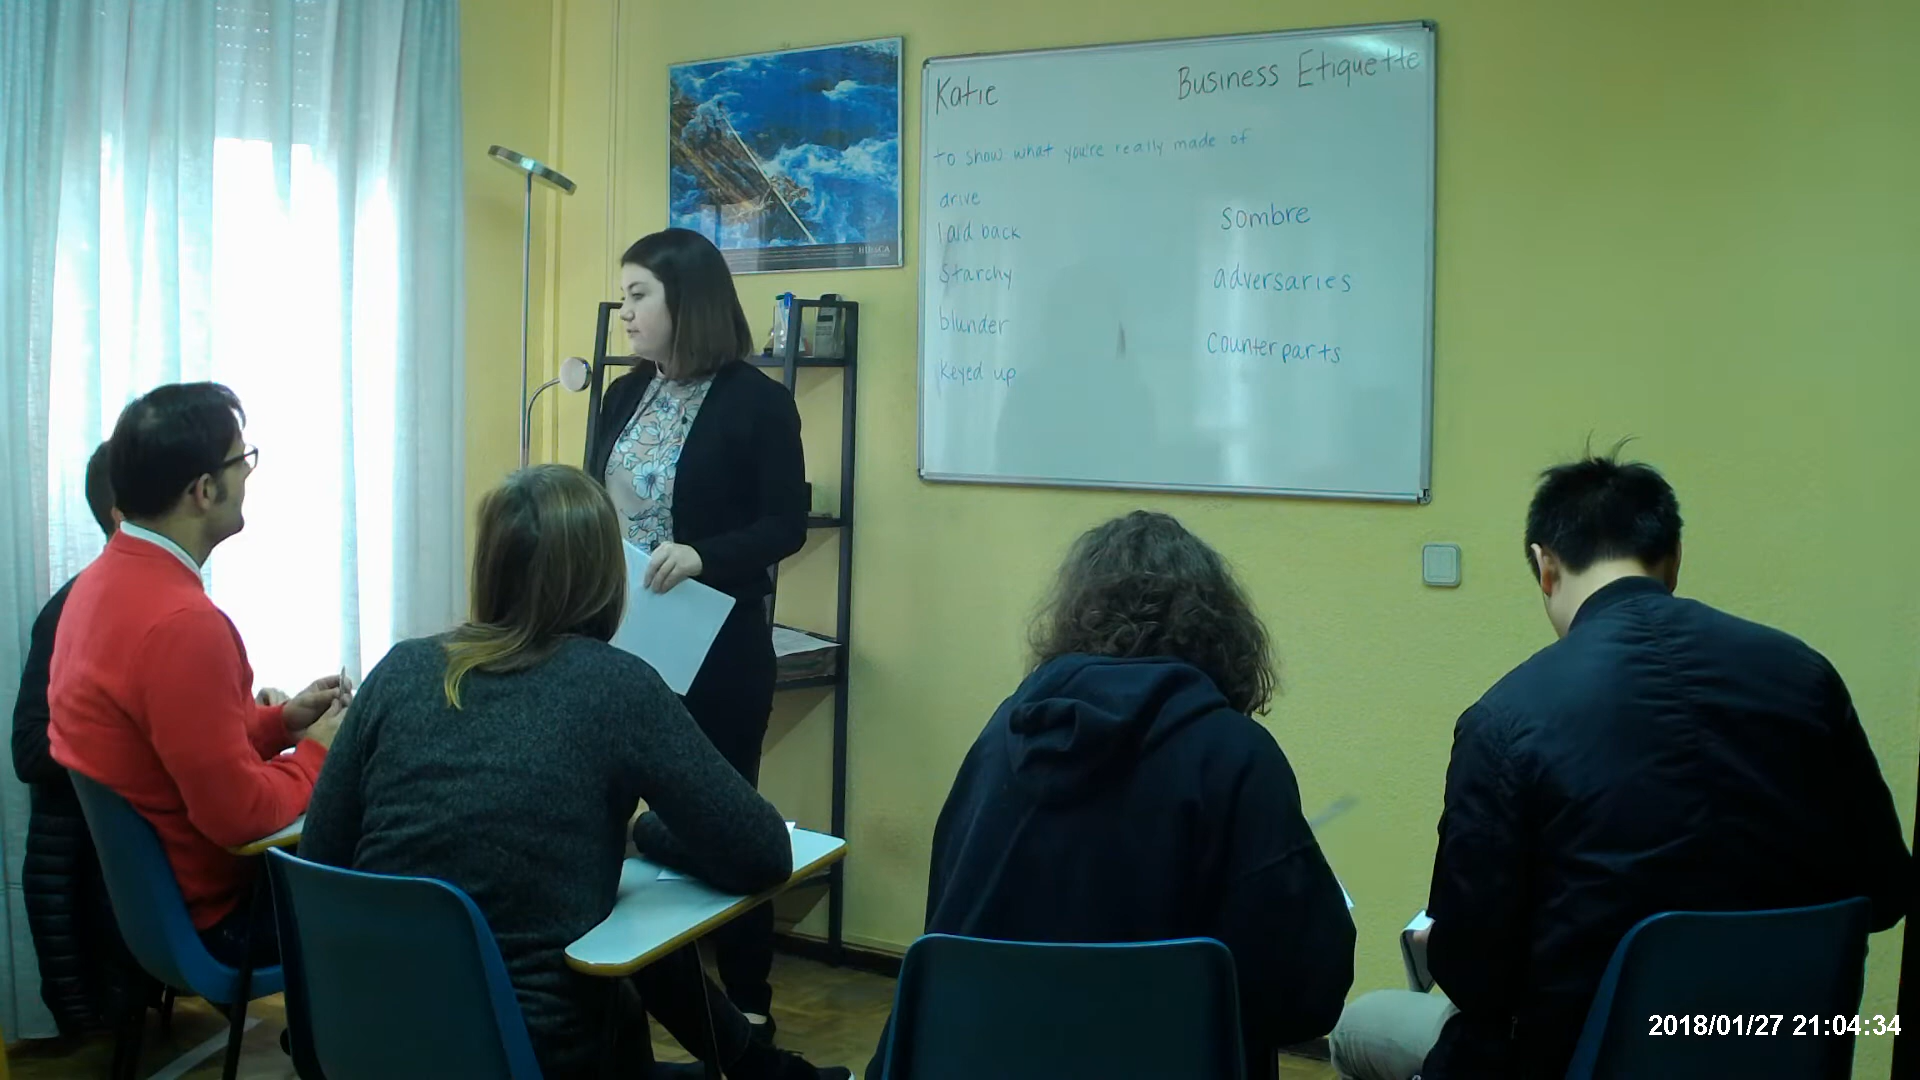 Katie
Business Etiquette
to show what you're really made of
drive
laid back
starchy
blunder
keyed up
sombre
adversaries
counterparts
2018/01/27 21:04:34